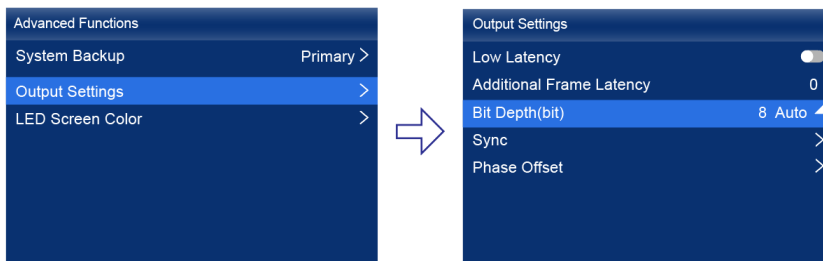 Advanced Functions
System Backup Primary >
Output Settings >
LED Screen Color >
Output Settings
Low Latency
Additional Frame Latency 0
Bit Depth(bit) 8 Auto
Sync >
Phase Offset >